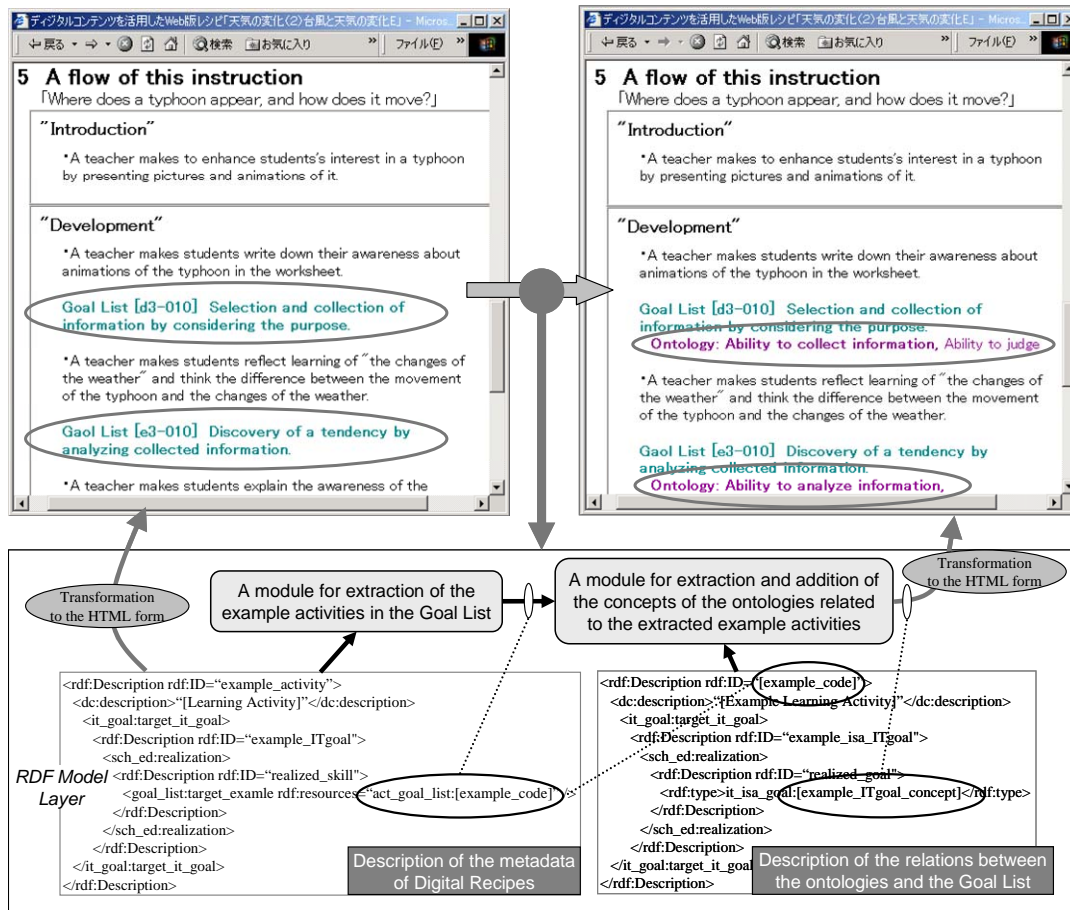 ディジタルコンテンツを活用したWeb版レシピ「天気の変化〈2〉台風と天気の変化E」 - Micros..
戻る
検索 お気に入り » ファイル(F) »
5 A flow of this instruction
「Where does a typhoon appear, and how does it move?」
"Introduction"
･A teacher makes to enhance students's interest in a typhoon
by presenting pictures and animations of it.
"Development"
･A teacher makes students write down their awareness about
animations of the typhoon in the worksheet.
Goal List [d3-010] Selection and collection of
information by considering the purpose.
･A teacher makes students reflect learning of "the changes of
the weather" and think the difference between the movement
of the typhoon and the changes of the weather.
Gaol List [e3-010] Discovery of a tendency by
analyzing collected information.
･A teacher makes students explain the awareness of the
ディジタルコンテンツを活用したWeb版レシピ「天気の変化〈2〉台風と天気の変化E」 - Micros..
戻る
検索 お気に入り » ファイル(F) »
5 A flow of this instruction
「Where does a typhoon appear, and how does it move?」
"Introduction"
･A teacher makes to enhance students's interest in a typhoon
by presenting pictures and animations of it.
"Development"
･A teacher makes students write down their awareness about
animations of the typhoon in the worksheet.
Goal List [d3-010] Selection and collection of
information by considering the purpose.
Ontology: Ability to collect information, Ability to judge
･A teacher makes students reflect learning of "the changes of
the weather" and think the difference between the movement
of the typhoon and the changes of the weather.
Gaol List [e3-010] Discovery of a tendency by
analyzing collected information.
Ontology: Ability to analyze information,
Transformation
to the HTML form
A module for extraction of the
example activities in the Goal List
A module for extraction and addition of
the concepts of the ontologies related
to the extracted example activities
Transformation
to the HTML form
RDF Model
Layer
<rdf:Description rdf:ID=“example_activity”>
<dc:description>“[Learning Activity]”</dc:description>
<it_goal:target_it_goal>
<rdf:Description rdf:ID=“example_ITgoal”>
<sch_ed:realization>
<rdf:Description rdf:ID=“realized_skill”>
<goal_list:target_examle rdf:resources=“act_goal_list:[example_code]” />
</rdf:Description>
</sch_ed:realization>
</rdf:Description>
</it_goal:target_it_goal>
</rdf:Description>
Description of the metadata
of Digital Recipes
<rdf:Description rdf:ID=“[example_code]”>
<dc:description>“[Example Learning Activity]”</dc:description>
<it_goal:target_it_goal>
<rdf:Description rdf:ID=“example_isa_ITgoal”>
<sch_ed:realization>
<rdf:Description rdf:ID=“realized_goal”>
<rdf:type>it_isa_goal:[example_ITgoal_concept]</rdf:type>
</rdf:Description>
</sch_ed:realization>
</rdf:Description>
</it_goal:target_it_goal
</rdf:Description>
Description of the relations between
the ontologies and the Goal List